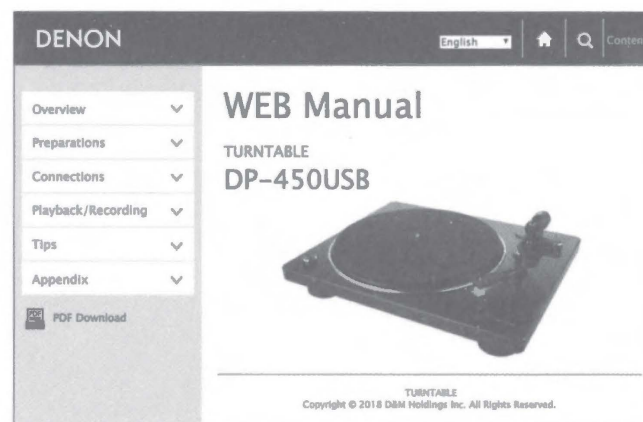 DENON
English
Overview
Preparations
Connections
Playback/Recording
Tips
Appendix
PDF Download
WEB Manual
TURNTABLE
DP-450USB
TURNTABLE
Copyright © 2018 D&M Holdings Inc. All Rights Reserved.